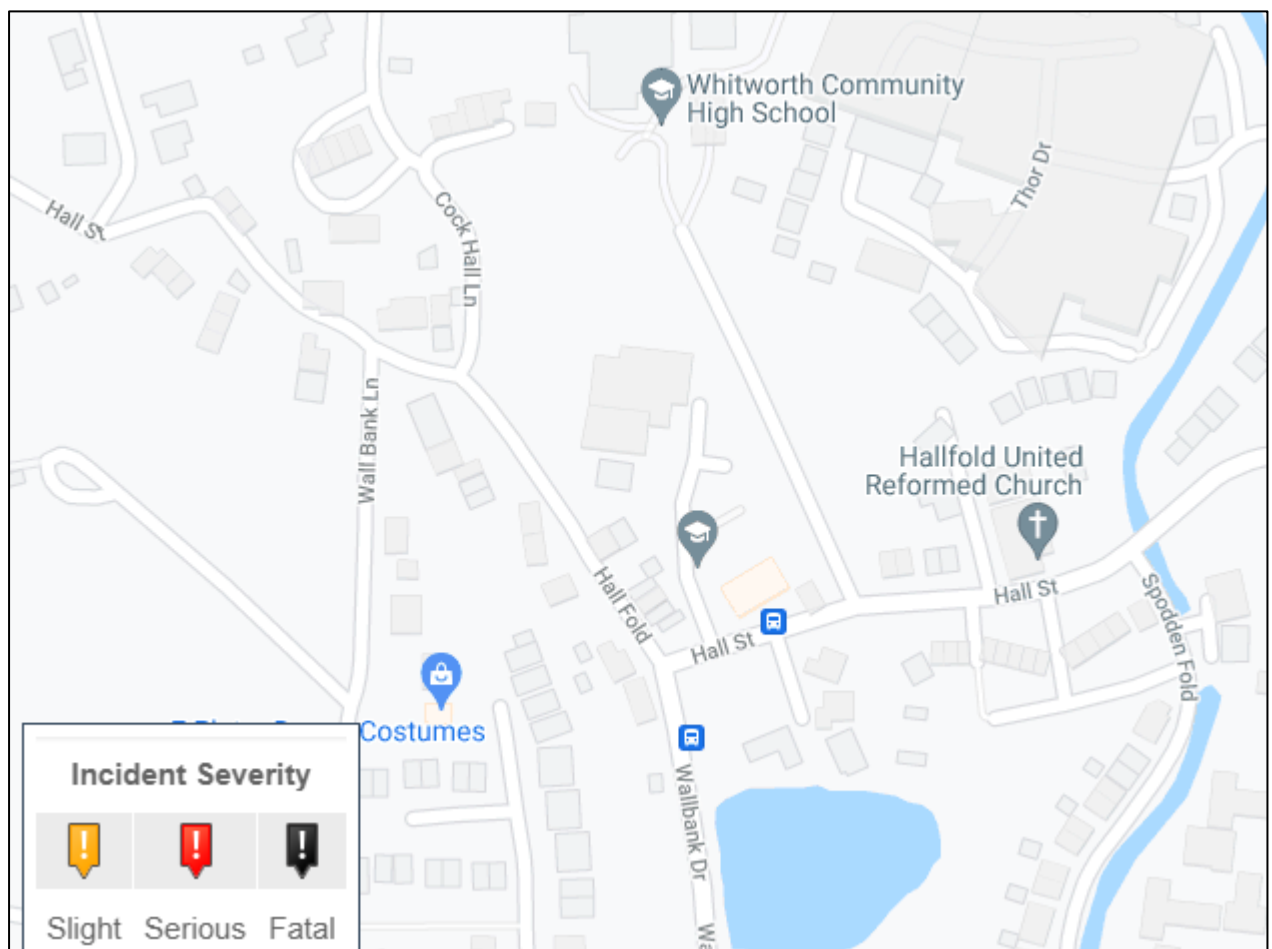 Whitworth Community
High School
Thor Dr
Hall St
Cock Hall Ln
Wall Bank Ln
Hallfold United
Reformed Church
Hall Fold
Hall St
Hall St
Spodden Fold
Costumes
Wallbank Dr
Incident Severity
Slight Serious Fatal